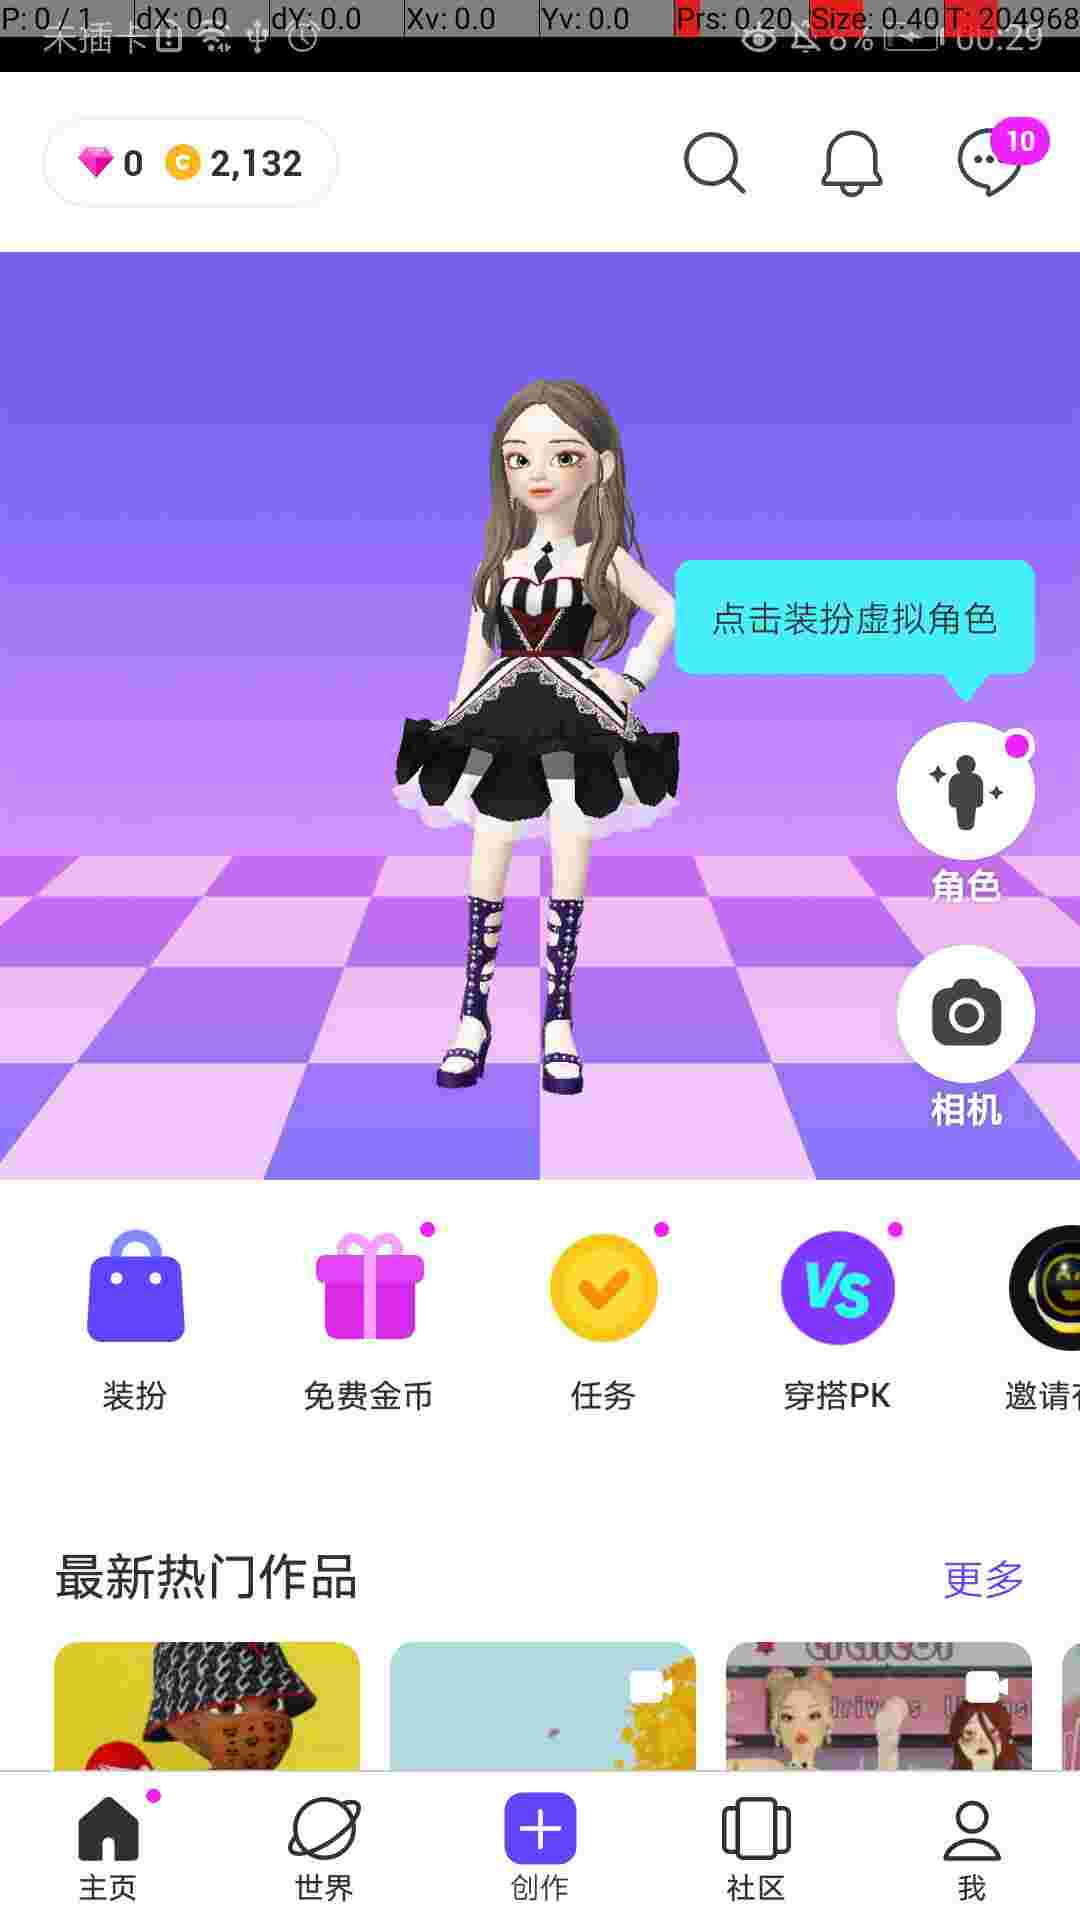 P: 0 / 1 dX: 0.0 dY: 0.0 Xv: 0.0 Yv: 0.0 Prs: 0.20 Size: 0.40 T: 204968
未插卡 8% 00:29
0 2,132 10
点击装扮虚拟角色
角色
相机
VS
装扮 免费金币 任务 穿搭PK 邀请
最新热门作品 更多
主页 世界 创作 社区 我